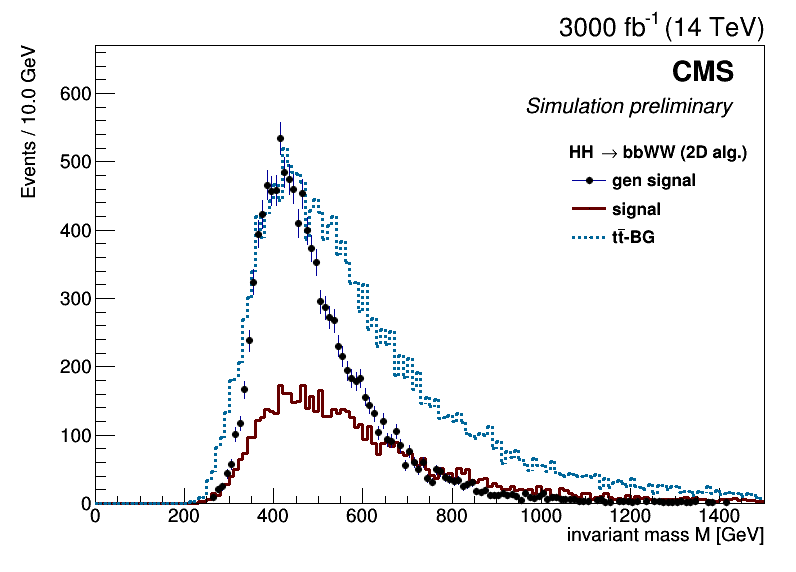 3000 fb⁻¹ (14 TeV)
Events / 10.0 GeV
CMS
Simulation preliminary
HH → bbWW (2D alg.)
gen signal
signal
tt̄-BG
600
500
400
300
200
100
0
0 200 400 600 800 1000 1200 1400
invariant mass M [GeV]